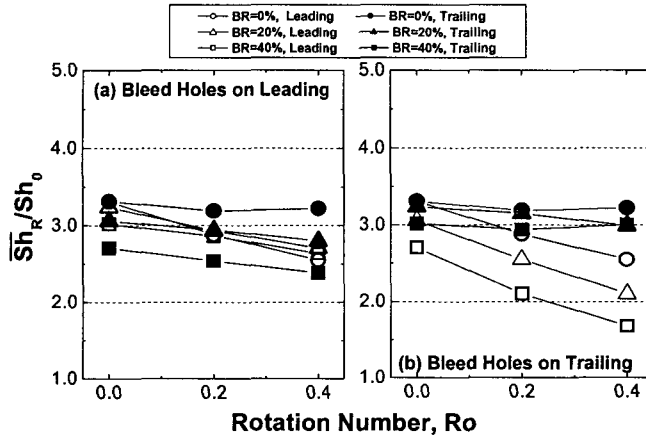 BR=0%, Leading
BR=0%, Trailing
BR=20%, Leading
BR=20%, Trailing
BR=40%, Leading
BR=40%, Trailing
5.0
4.0
3.0
2.0
1.0
(a) Bleed Holes on Leading
0.0 0.2 0.4
5.0
4.0
3.0
2.0
1.0
(b) Bleed Holes on Trailing
0.0 0.2 0.4
S̅h̅_R/Sh_0
Rotation Number, Ro